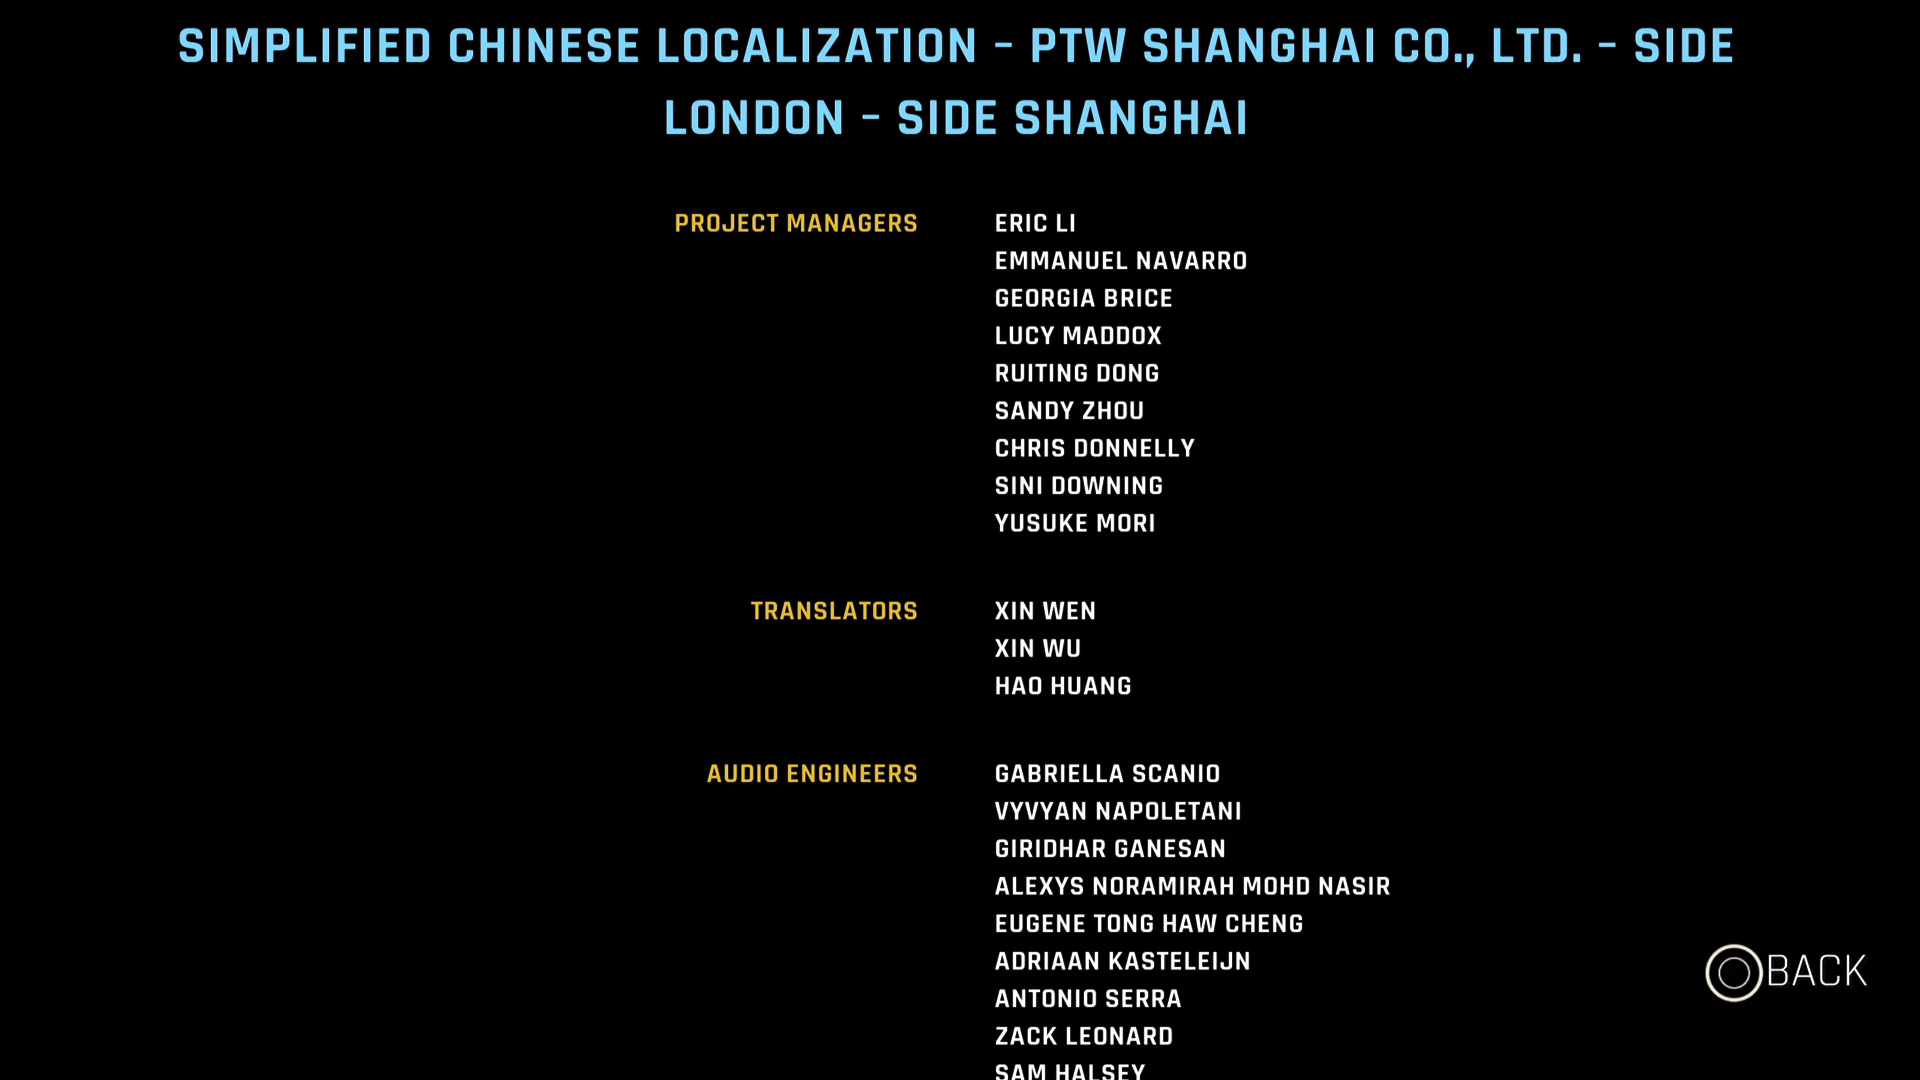 SIMPLIFIED CHINESE LOCALIZATION – PTW SHANGHAI CO., LTD. – SIDE
LONDON – SIDE SHANGHAI
PROJECT MANAGERS ERIC LI
EMMANUEL NAVARRO
GEORGIA BRICE
LUCY MADDOX
RUITING DONG
SANDY ZHOU
CHRIS DONNELLY
SINI DOWNING
YUSUKE MORI
TRANSLATORS XIN WEN
XIN WU
HAO HUANG
AUDIO ENGINEERS GABRIELLA SCANIO
VYVYAN NAPOLETANI
GIRIDHAR GANESAN
ALEXYS NORAMIRAH MOHD NASIR
EUGENE TONG HAW CHENG
ADRIAAN KASTELEIJN
ANTONIO SERRA
ZACK LEONARD
SAM HALSEY
BACK